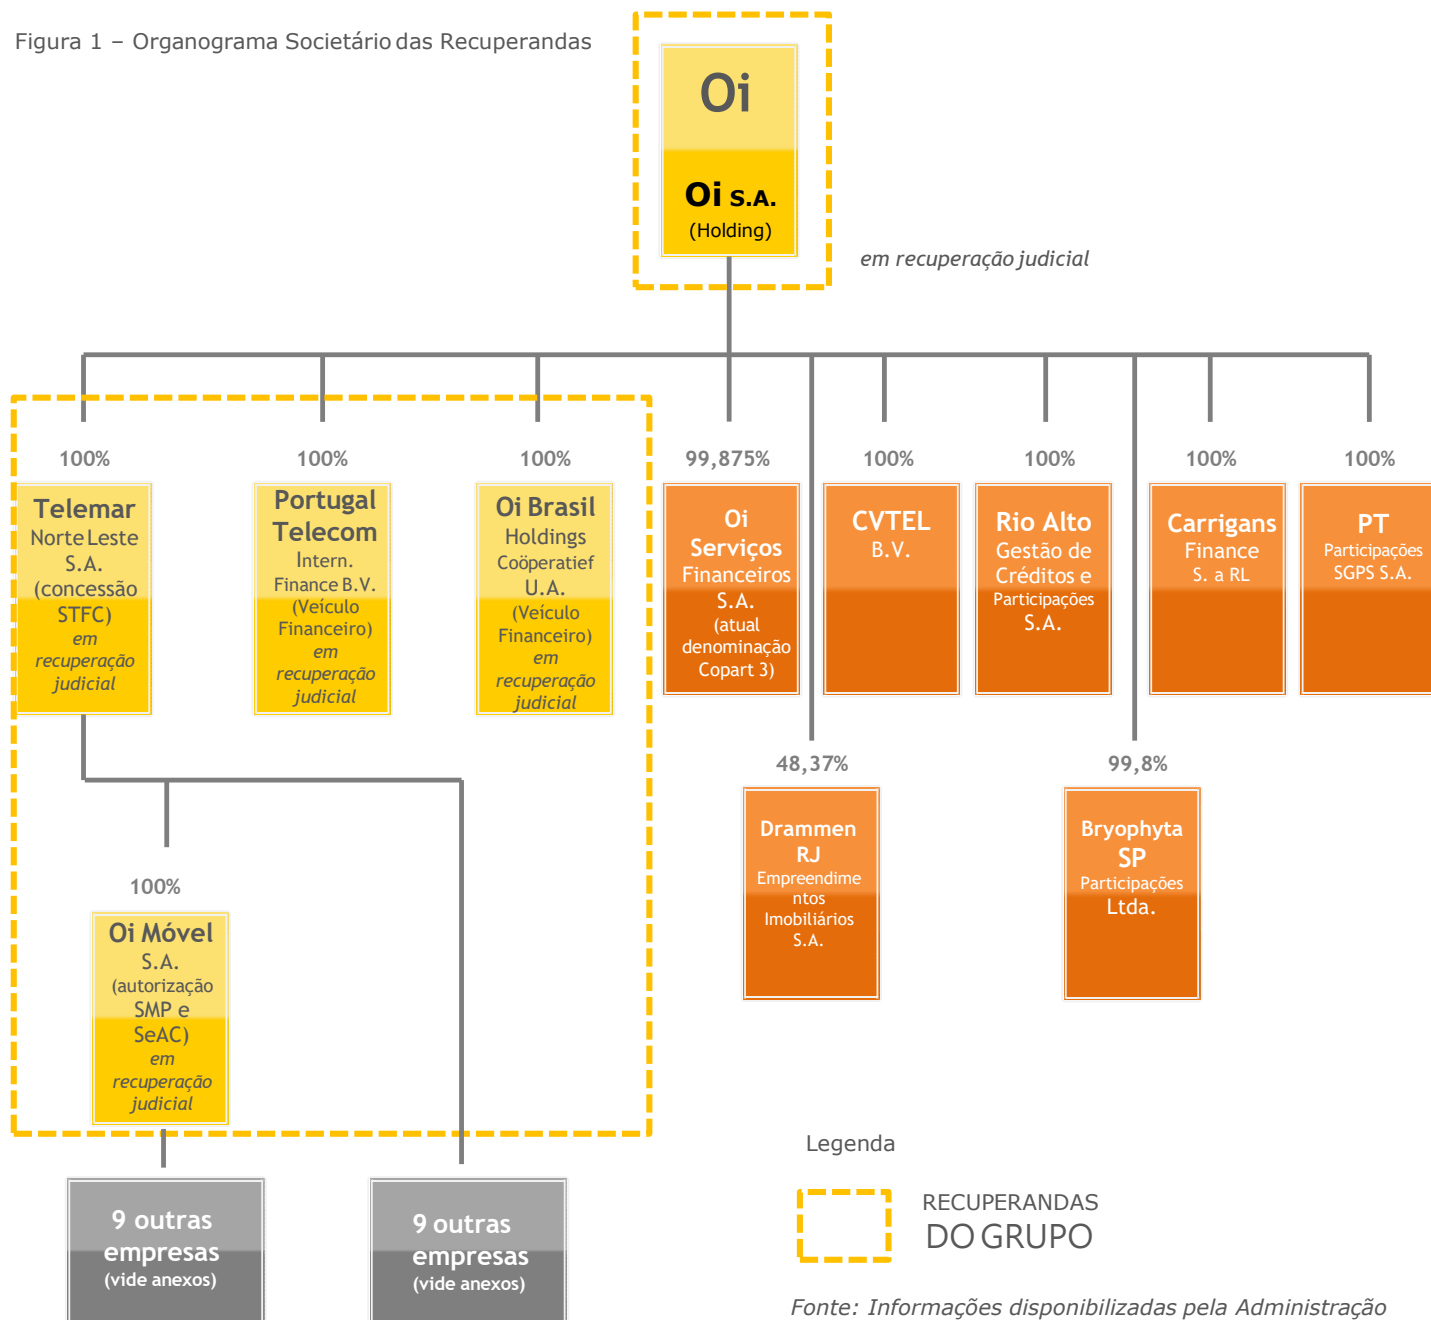 Figura 1 – Organograma Societário das Recuperandas
Oi
Oi S.A.
(Holding)
em recuperação judicial
100%
Telemar
Norte Leste
S.A.
(concessão
STFC)
em
recuperação
judicial
100%
Portugal
Telecom
Intern.
Finance B.V.
(Veículo
Financeiro)
em
recuperação
judicial
100%
Oi Brasil
Holdings
Coöperatief
U.A.
(Veículo
Financeiro)
em
recuperação
judicial
99,875%
Oi
Serviços
Financeiros
S.A.
(atual
denominação
Copart 3)
100%
CVTEL
B.V.
100%
Rio Alto
Gestão de
Créditos e
Participações
S.A.
100%
Carrigans
Finance
S. a RL
100%
PT
Participações
SGPS S.A.
48,37%
Drammen
RJ
Empreendime
ntos
Imobiliários
S.A.
99,8%
Bryophyta
SP
Participações
Ltda.
100%
Oi Móvel
S.A.
(autorização
SMP e
SeAC)
em
recuperação
judicial
9 outras
empresas
(vide anexos)
9 outras
empresas
(vide anexos)
Legenda
RECUPERANDAS
DO GRUPO
Fonte: Informações disponibilizadas pela Administração